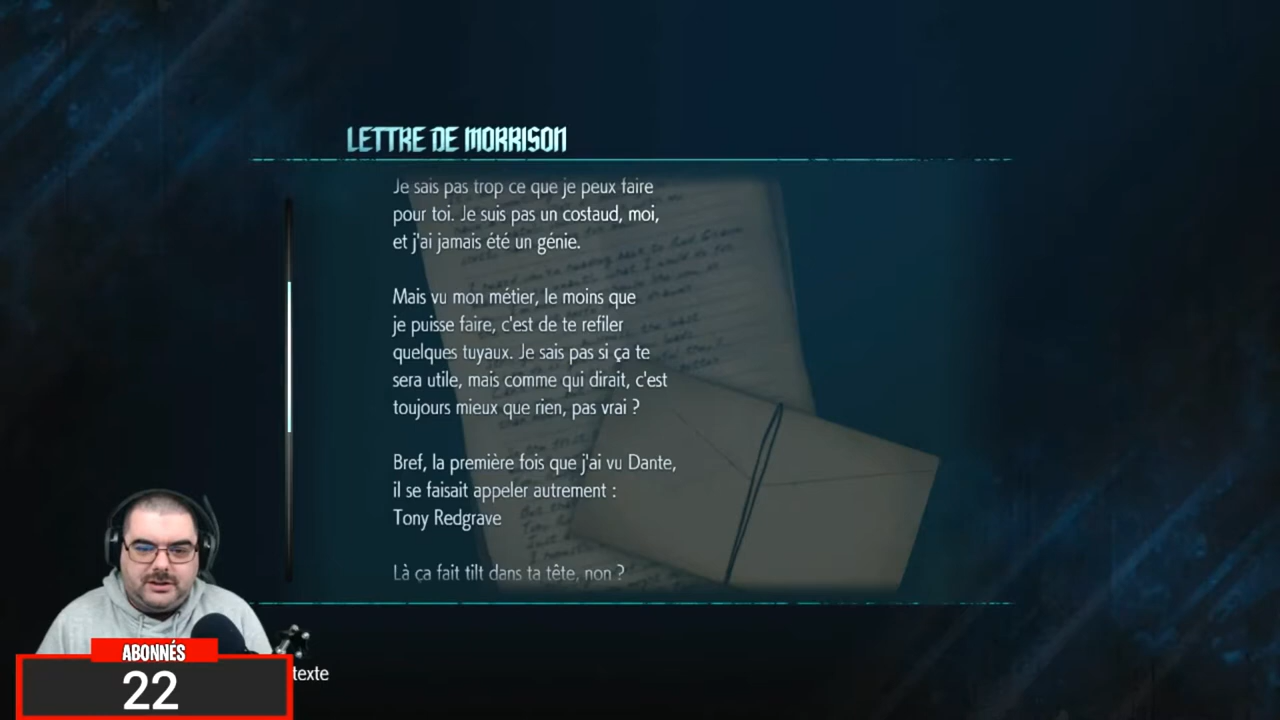 LETTRE DE MORRISON
Je sais pas trop ce que je peux faire
pour toi. Je suis pas un costaud, moi,
et j'ai jamais été un génie.
Mais vu mon métier, le moins que
je puisse faire, c'est de te refiler
quelques tuyaux. Je sais pas si ça te
sera utile, mais comme qui dirait, c'est
toujours mieux que rien, pas vrai ?
Bref, la première fois que j'ai vu Dante,
il se faisait appeler autrement :
Tony Redgrave
Là ça fait tilt dans ta tête, non ?
texte
ABONNÉS
22